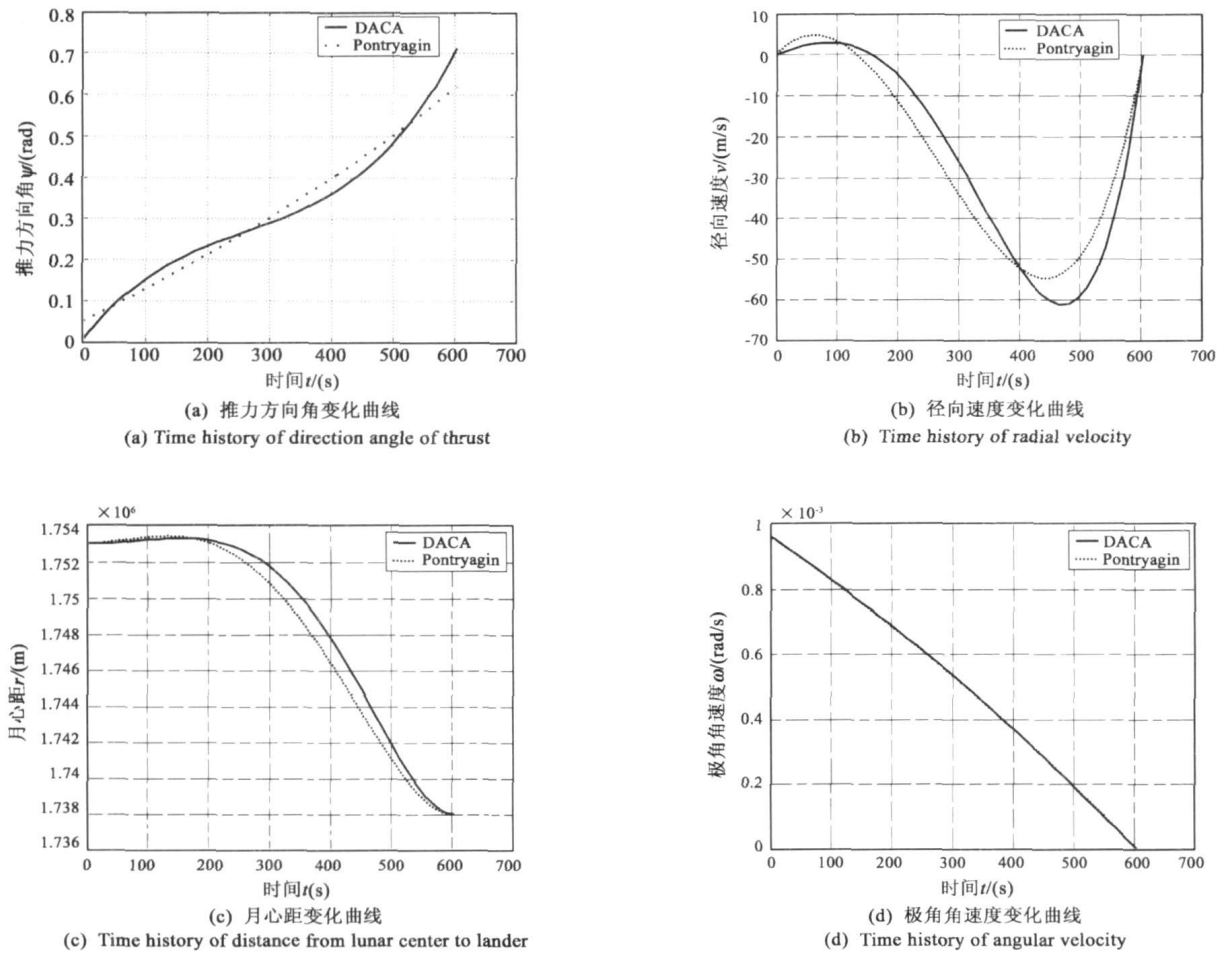 0.8
0.7
0.6
0.5
0.4
0.3
0.2
0.1
0
推力方向角ψ/(rad)
DACA
Pontryagin
0 100 200 300 400 500 600 700
时间t/(s)
(a) 推力方向角变化曲线
(a) Time history of direction angle of thrust
10
0
-10
-20
-30
-40
-50
-60
-70
径向速度v/(m/s)
DACA
Pontryagin
0 100 200 300 400 500 600 700
时间t/(s)
(b) 径向速度变化曲线
(b) Time history of radial velocity
× 10⁶
1.754
1.752
1.75
1.748
1.746
1.744
1.742
1.74
1.738
1.736
月心距r/(m)
DACA
Pontryagin
0 100 200 300 400 500 600 700
时间t(s)
(c) 月心距变化曲线
(c) Time history of distance from lunar center to lander
× 10⁻³
1
0.8
0.6
0.4
0.2
0
极角角速度ω/(rad/s)
DACA
Pontryagin
0 100 200 300 400 500 600 700
时间t/(s)
(d) 极角角速度变化曲线
(d) Time history of angular velocity